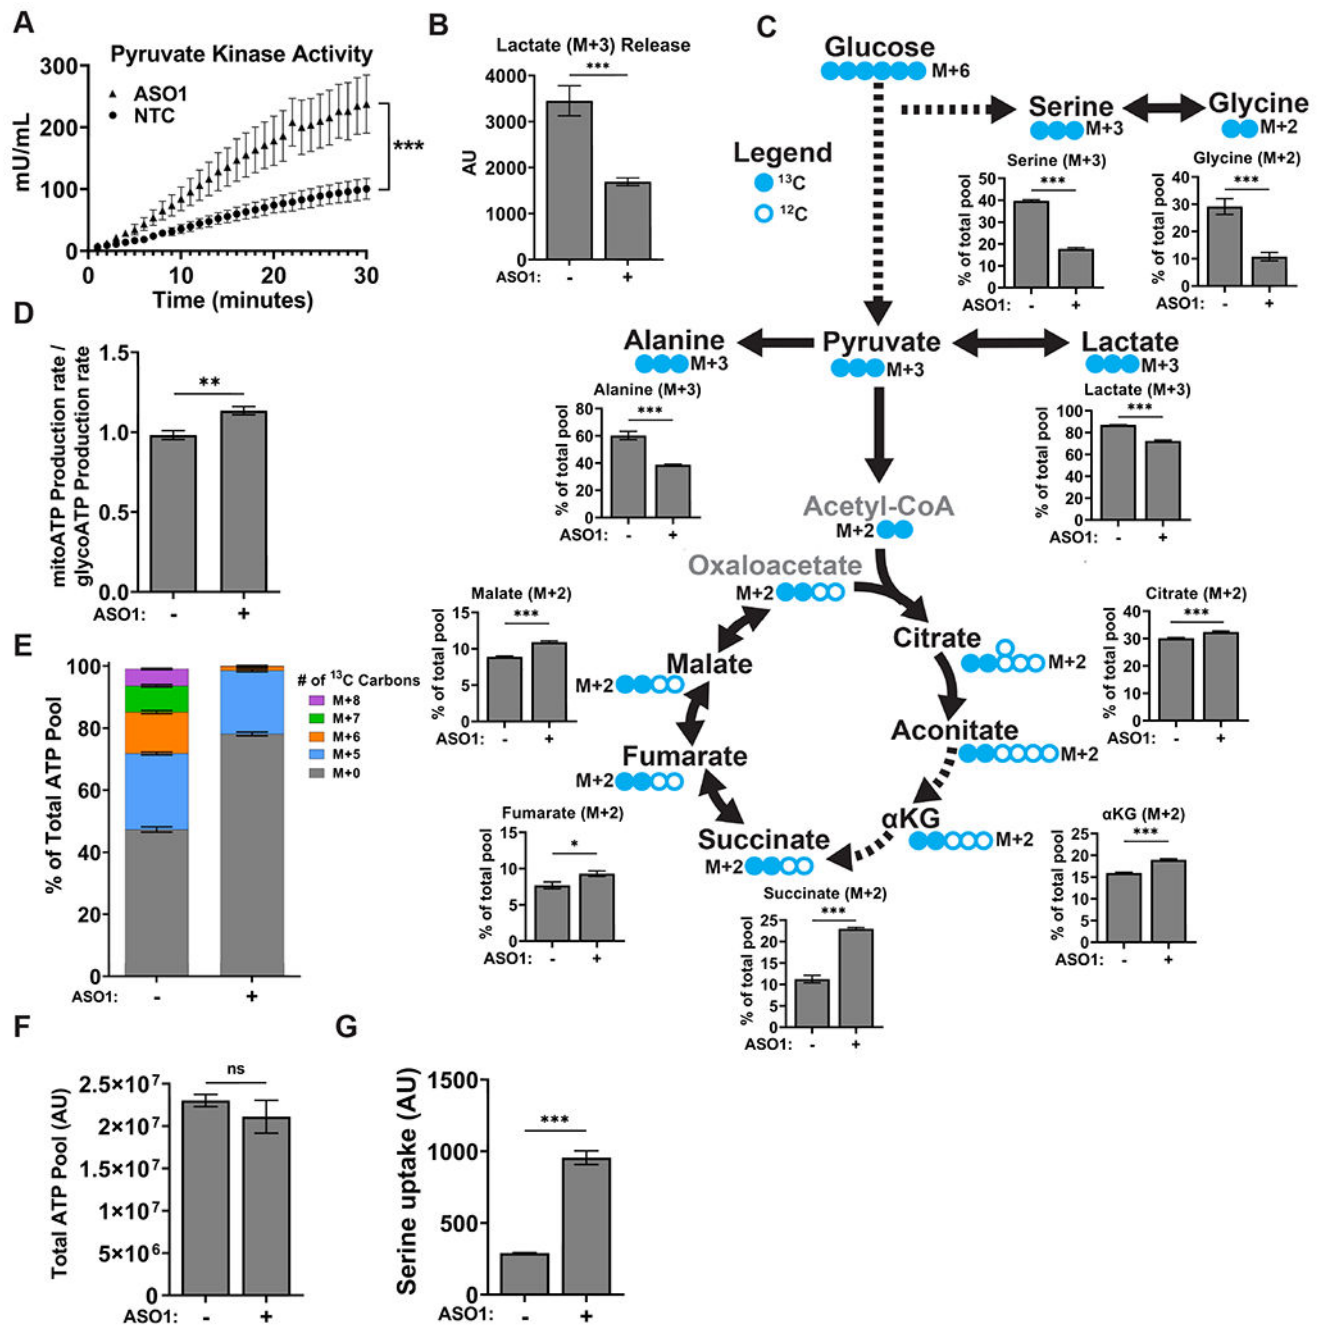 A
Pyruvate Kinase Activity
300
200
100
0
mU/mL
▲ ASO1
● NTC
***
0 10 20 30
Time (minutes)
B
Lactate (M+3) Release
***
4000
3000
2000
1000
0
AU
ASO1: - +
C
Glucose
M+6
Legend
13C
12C
Serine
M+3
Glycine
M+2
Serine (M+3)
***
50
40
30
20
10
0
% of total pool
ASO1: - +
Glycine (M+2)
***
40
30
20
10
0
% of total pool
ASO1: - +
Alanine
M+3
Pyruvate
M+3
Lactate
M+3
Alanine (M+3)
***
80
60
40
20
0
% of total pool
ASO1: - +
Lactate (M+3)
***
100
80
60
40
20
0
% of total pool
ASO1: - +
Acetyl-CoA
M+2
Oxaloacetate
M+2
Citrate
M+2
Aconitate
M+2
αKG
M+2
Succinate
M+2
Fumarate
M+2
Malate
M+2
Malate (M+2)
***
15
10
5
0
% of total pool
ASO1: - +
Citrate (M+2)
***
40
30
20
10
0
% of total pool
ASO1: - +
Fumarate (M+2)
*
15
10
5
0
% of total pool
ASO1: - +
αKG (M+2)
***
25
20
15
10
5
0
% of total pool
ASO1: - +
Succinate (M+2)
***
25
20
15
10
5
0
% of total pool
ASO1: - +
D
1.5
1.0
0.5
0.0
mitoATP Production rate /
glycoATP Production rate
**
ASO1: - +
E
100
80
60
40
20
0
% of Total ATP Pool
# of 13C Carbons
M+8
M+7
M+6
M+5
M+0
ASO1: - +
F
ns
2.5×10⁷
2×10⁷
1.5×10⁷
1×10⁷
5×10⁶
0
Total ATP Pool (AU)
ASO1: - +
G
1500
1000
500
0
Serine uptake (AU)
***
ASO1: - +